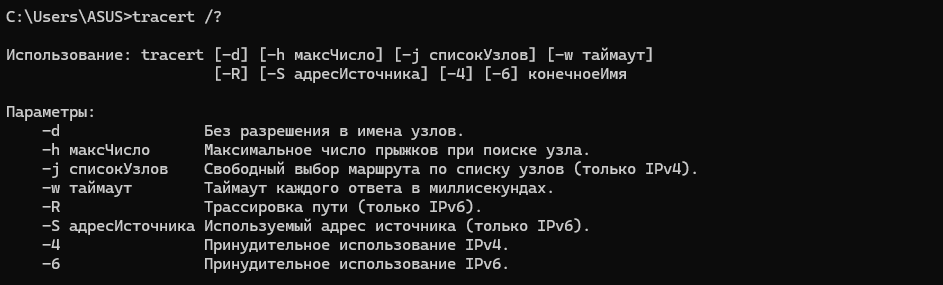 C:\Users\ASUS>tracert /?
Использование: tracert [-d] [-h максЧисло] [-j списокУзлов] [-w таймаут]
[-R] [-S адресИсточника] [-4] [-6] конечноеИмя
Параметры:
-d Без разрешения в имена узлов.
-h максЧисло Максимальное число прыжков при поиске узла.
-j списокУзлов Свободный выбор маршрута по списку узлов (только IPv4).
-w таймаут Таймаут каждого ответа в миллисекундах.
-R Трассировка пути (только IPv6).
-S адресИсточника Используемый адрес источника (только IPv6).
-4 Принудительное использование IPv4.
-6 Принудительное использование IPv6.